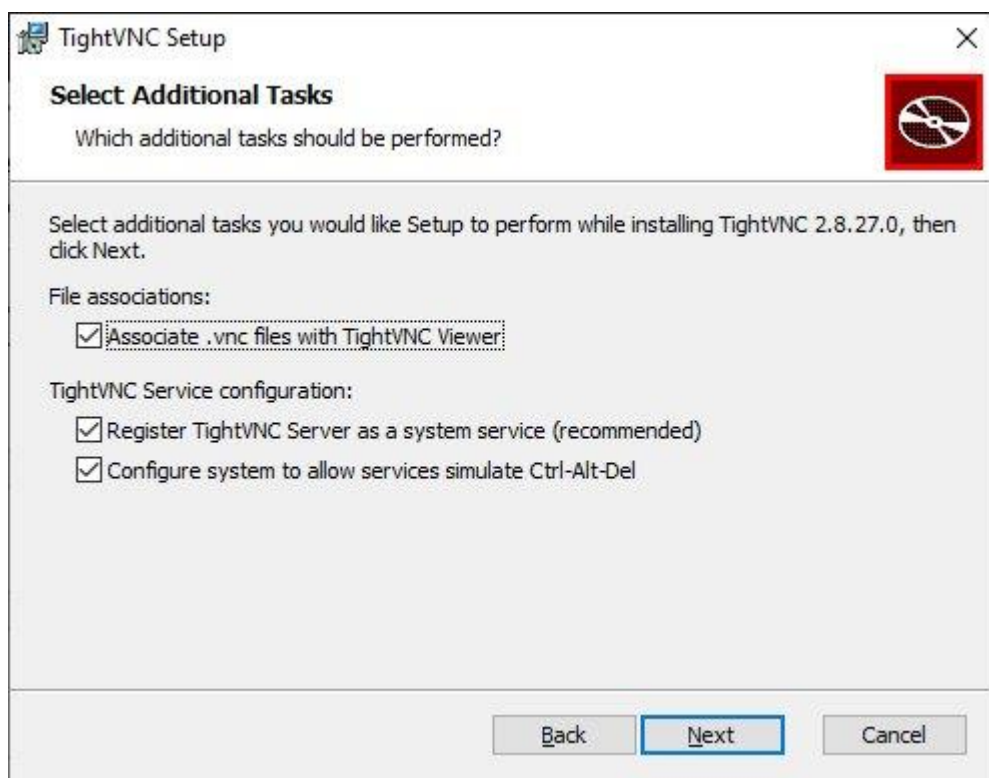 TightVNC Setup
Select Additional Tasks
Which additional tasks should be performed?
Select additional tasks you would like Setup to perform while installing TightVNC 2.8.27.0, then
click Next.
File associations:
Associate .vnc files with TightVNC Viewer
TightVNC Service configuration:
Register TightVNC Server as a system service (recommended)
Configure system to allow services simulate Ctrl-Alt-Del
Back Next Cancel